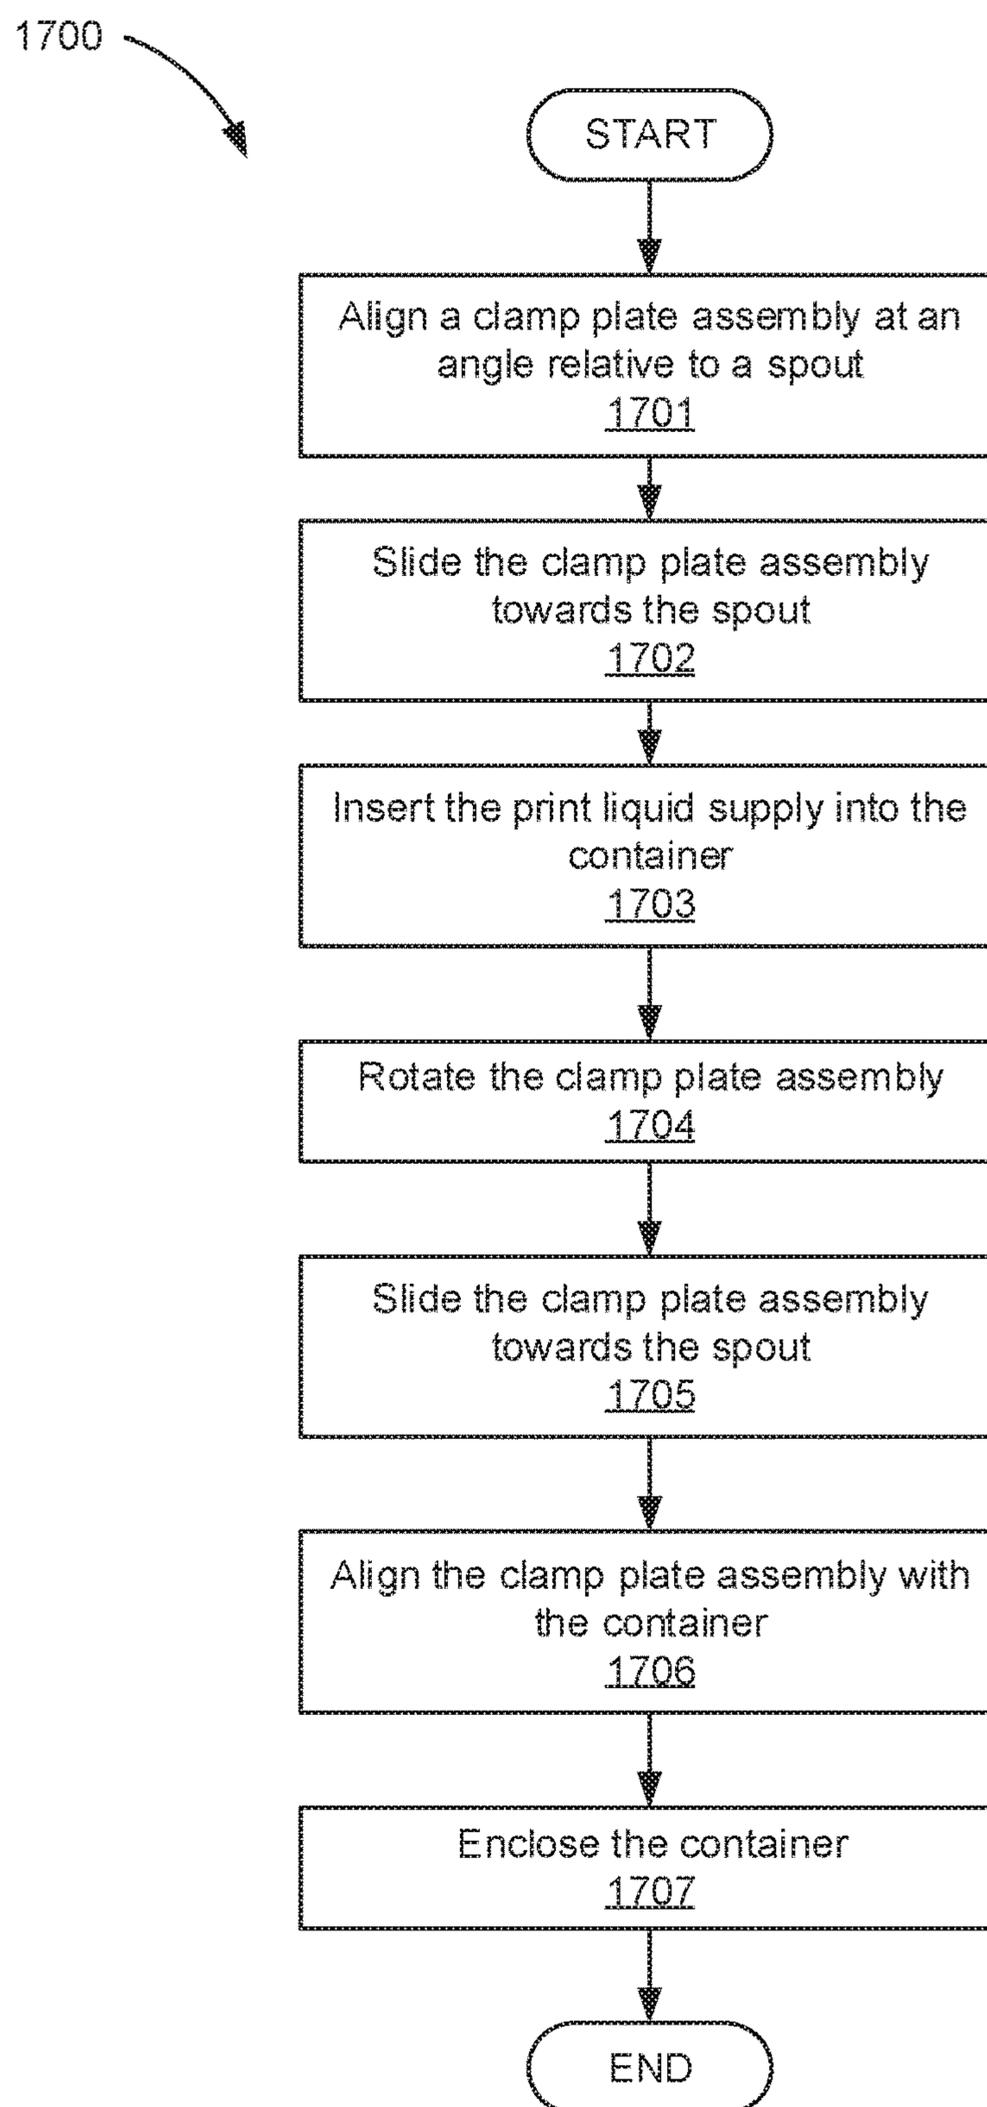 1700
START
Align a clamp plate assembly at an
angle relative to a spout
1701
Slide the clamp plate assembly
towards the spout
1702
Insert the print liquid supply into the
container
1703
Rotate the clamp plate assembly
1704
Slide the clamp plate assembly
towards the spout
1705
Align the clamp plate assembly with
the container
1706
Enclose the container
1707
END